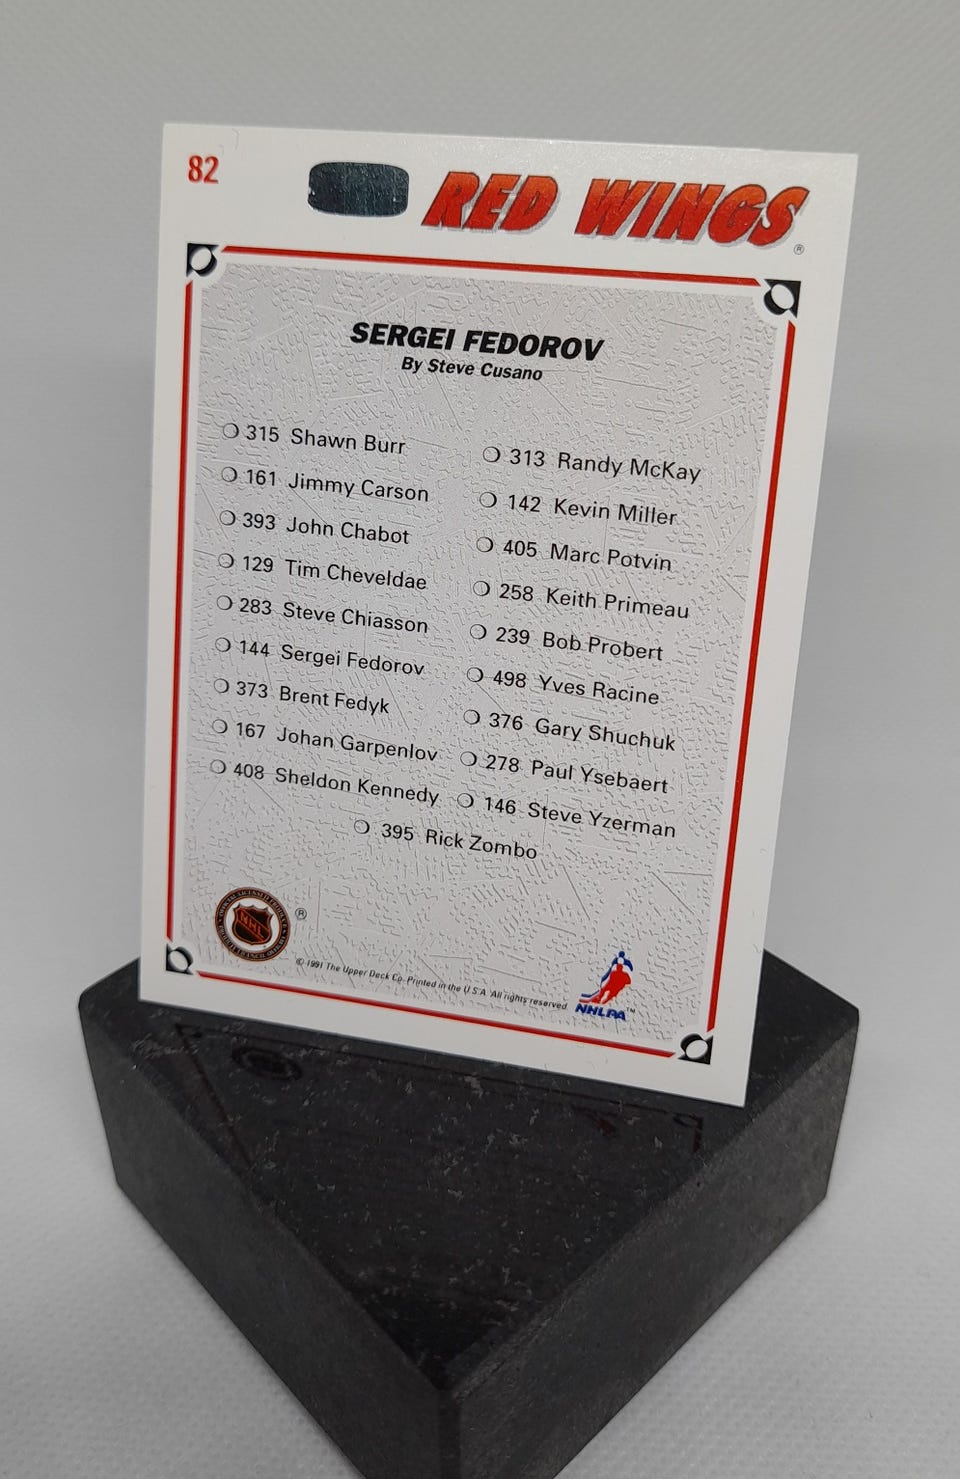 82
RED WINGS®
SERGEI FEDOROV
By Steve Cusano
315 Shawn Burr
161 Jimmy Carson
393 John Chabot
129 Tim Cheveldae
283 Steve Chiasson
144 Sergei Fedorov
373 Brent Fedyk
167 Johan Garpenlov
408 Sheldon Kennedy
313 Randy McKay
142 Kevin Miller
405 Marc Potvin
258 Keith Primeau
239 Bob Probert
498 Yves Racine
376 Gary Shuchuk
278 Paul Ysebaert
146 Steve Yzerman
395 Rick Zombo
NHL
®
© 1991 The Upper Deck Co. Printed in the U.S.A. All rights reserved
NHLPA™